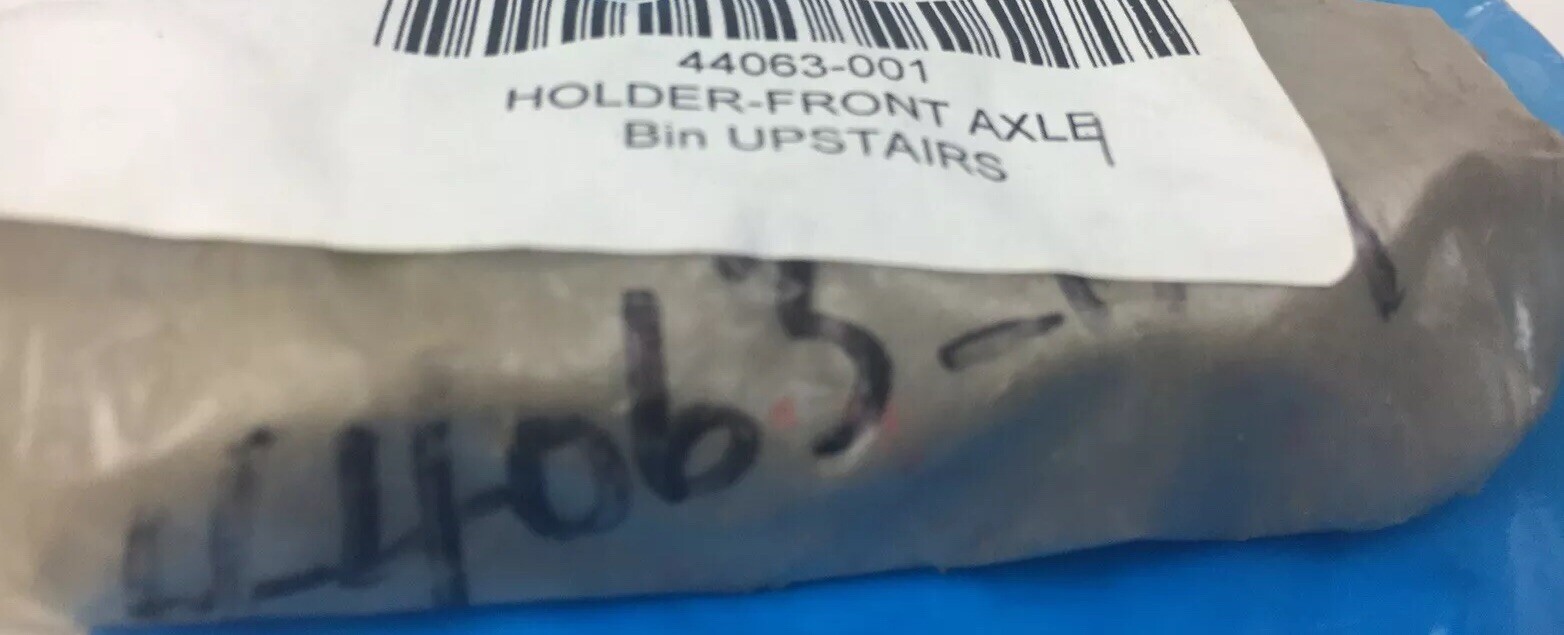 44063-001
HOLDER-FRONT AXLE
Bin UPSTAIRS
44063-